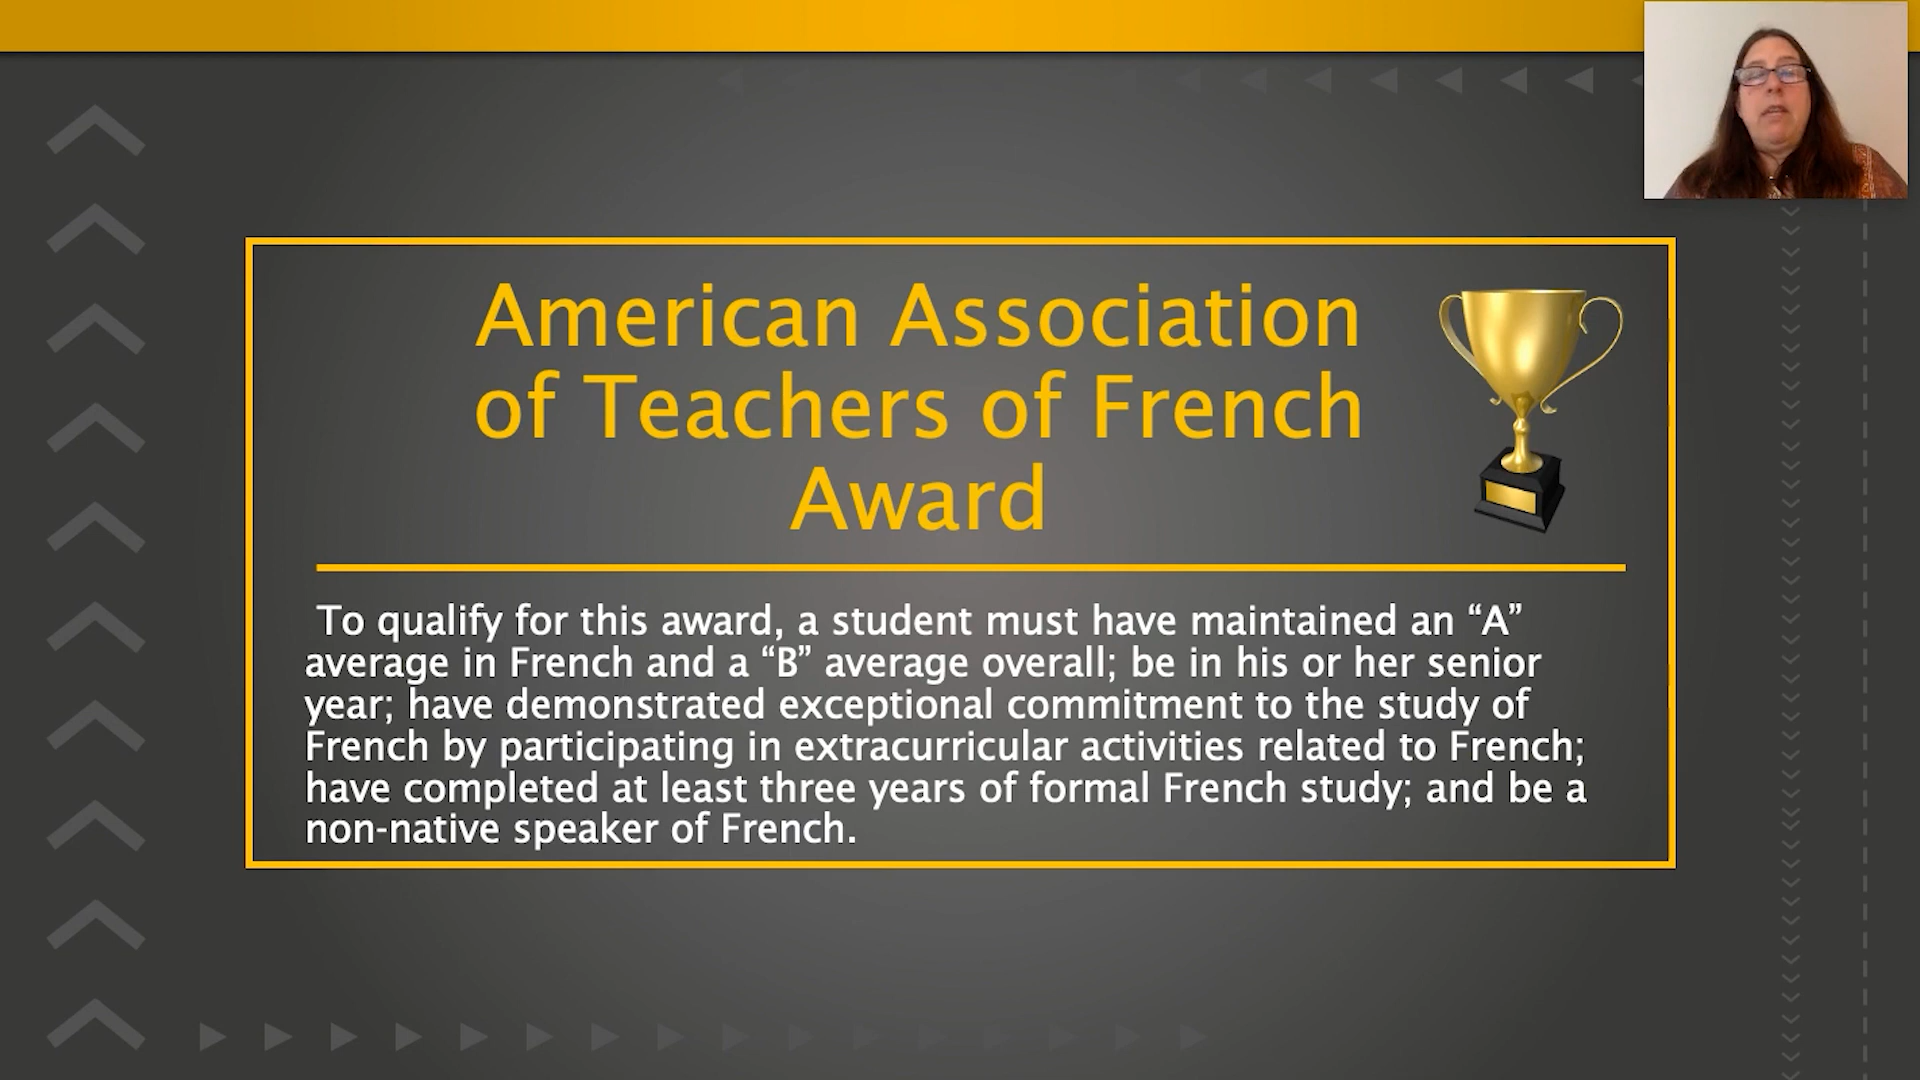 American Association
of Teachers of French
Award
To qualify for this award, a student must have maintained an “A”
average in French and a “B” average overall; be in his or her senior
year; have demonstrated exceptional commitment to the study of
French by participating in extracurricular activities related to French;
have completed at least three years of formal French study; and be a
non-native speaker of French.